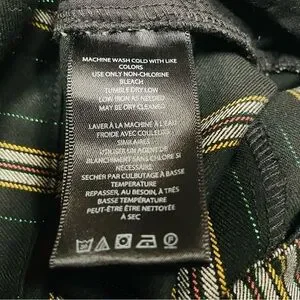 MACHINE WASH COLD WITH LIKE
COLORS
USE ONLY NON-CHLORINE
BLEACH
TUMBLE DRY LOW
LOW IRON AS NEEDED
MAY BE DRY CLEANED
LAVER À LA MACHINE À L'EAU
FROIDE AVEC COULEURS
SIMILAIRES
UTILISER UN AGENT DE
BLANCHIMENT SANS CHLORE SI
NÉCESSAIRE.
SÉCHER PAR CULBUTAGE À BASSE
TEMPÉRATURE
REPASSER, AU BESOIN, À TRÈS
BASSE TEMPÉRATURE
PEUT-ÊTRE ÊTRE NETTOYÉE
À SEC